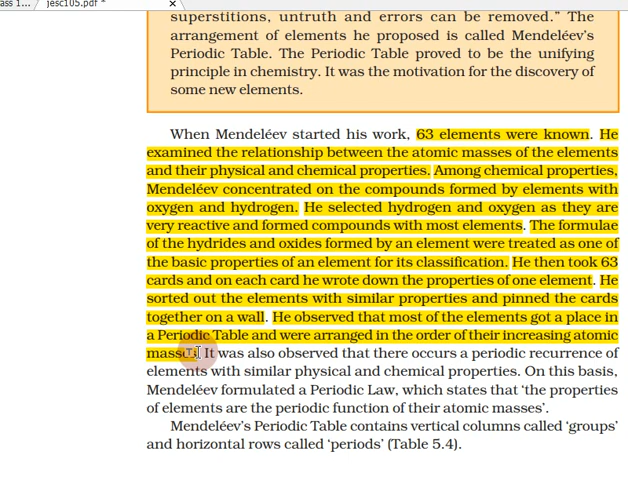 ass 1... jesc105.pdf *
superstitions, untruth and errors can be removed." The
arrangement of elements he proposed is called Mendeléev's
Periodic Table. The Periodic Table proved to be the unifying
principle in chemistry. It was the motivation for the discovery of
some new elements.
When Mendeléev started his work, 63 elements were known. He
examined the relationship between the atomic masses of the elements
and their physical and chemical properties. Among chemical properties,
Mendeléev concentrated on the compounds formed by elements with
oxygen and hydrogen. He selected hydrogen and oxygen as they are
very reactive and formed compounds with most elements. The formulae
of the hydrides and oxides formed by an element were treated as one of
the basic properties of an element for its classification. He then took 63
cards and on each card he wrote down the properties of one element. He
sorted out the elements with similar properties and pinned the cards
together on a wall. He observed that most of the elements got a place in
a Periodic Table and were arranged in the order of their increasing atomic
masses. It was also observed that there occurs a periodic recurrence of
elements with similar physical and chemical properties. On this basis,
Mendeléev formulated a Periodic Law, which states that 'the properties
of elements are the periodic function of their atomic masses'.
Mendeléev's Periodic Table contains vertical columns called 'groups'
and horizontal rows called 'periods' (Table 5.4).